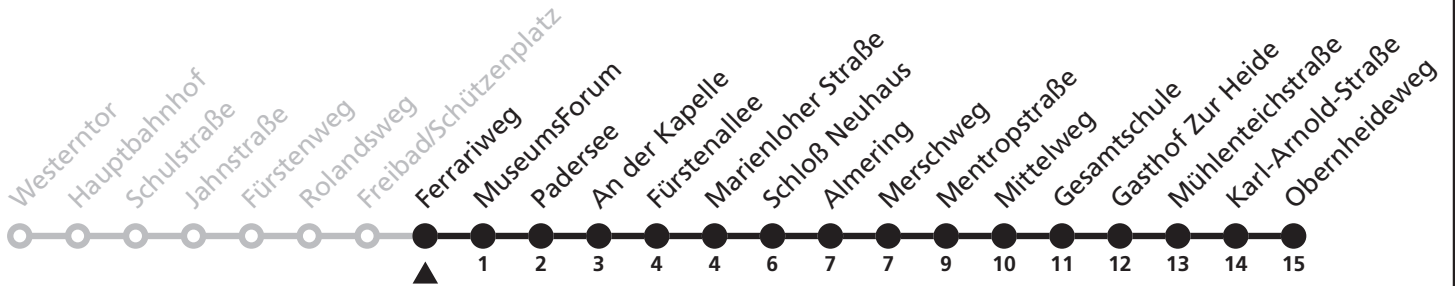 Westerntor
Hauptbahnhof
Schulstraße
Jahnstraße
Fürstenweg
Rolandsweg
Freibad/Schützenplatz
Ferrariweg
MuseumsForum
Padersee
An der Kapelle
Fürstenallee
Marienloher Straße
Schloß Neuhaus
Almering
Merschweg
Mentropstraße
Mittelweg
Gesamtschule
Gasthof Zur Heide
Mühlenteichstraße
Karl-Arnold-Straße
Obernheideweg
1 2 3 4 4 6 7 7 9 10 11 12 13 14 15